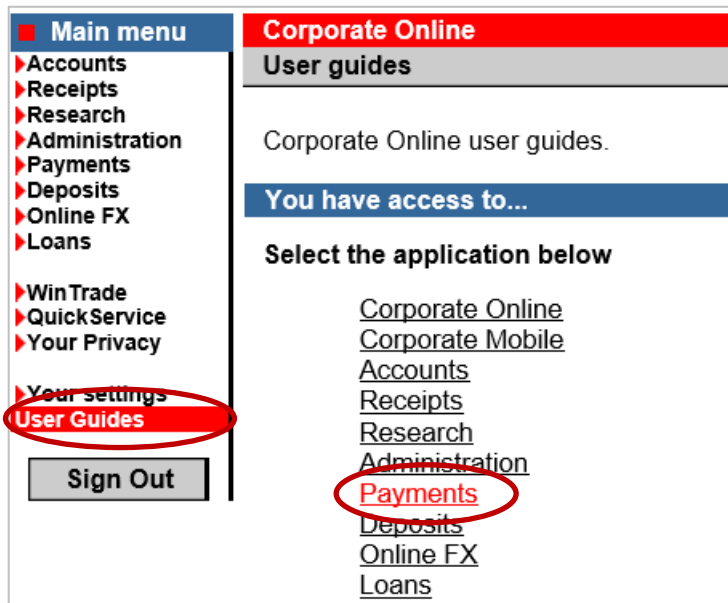 Main menu
Accounts
Receipts
Research
Administration
Payments
Deposits
Online FX
Loans
WinTrade
QuickService
Your Privacy
Your settings
User Guides
Sign Out
Corporate Online
User guides
Corporate Online user guides.
You have access to...
Select the application below
Corporate Online
Corporate Mobile
Accounts
Receipts
Research
Administration
Payments
Deposits
Online FX
Loans